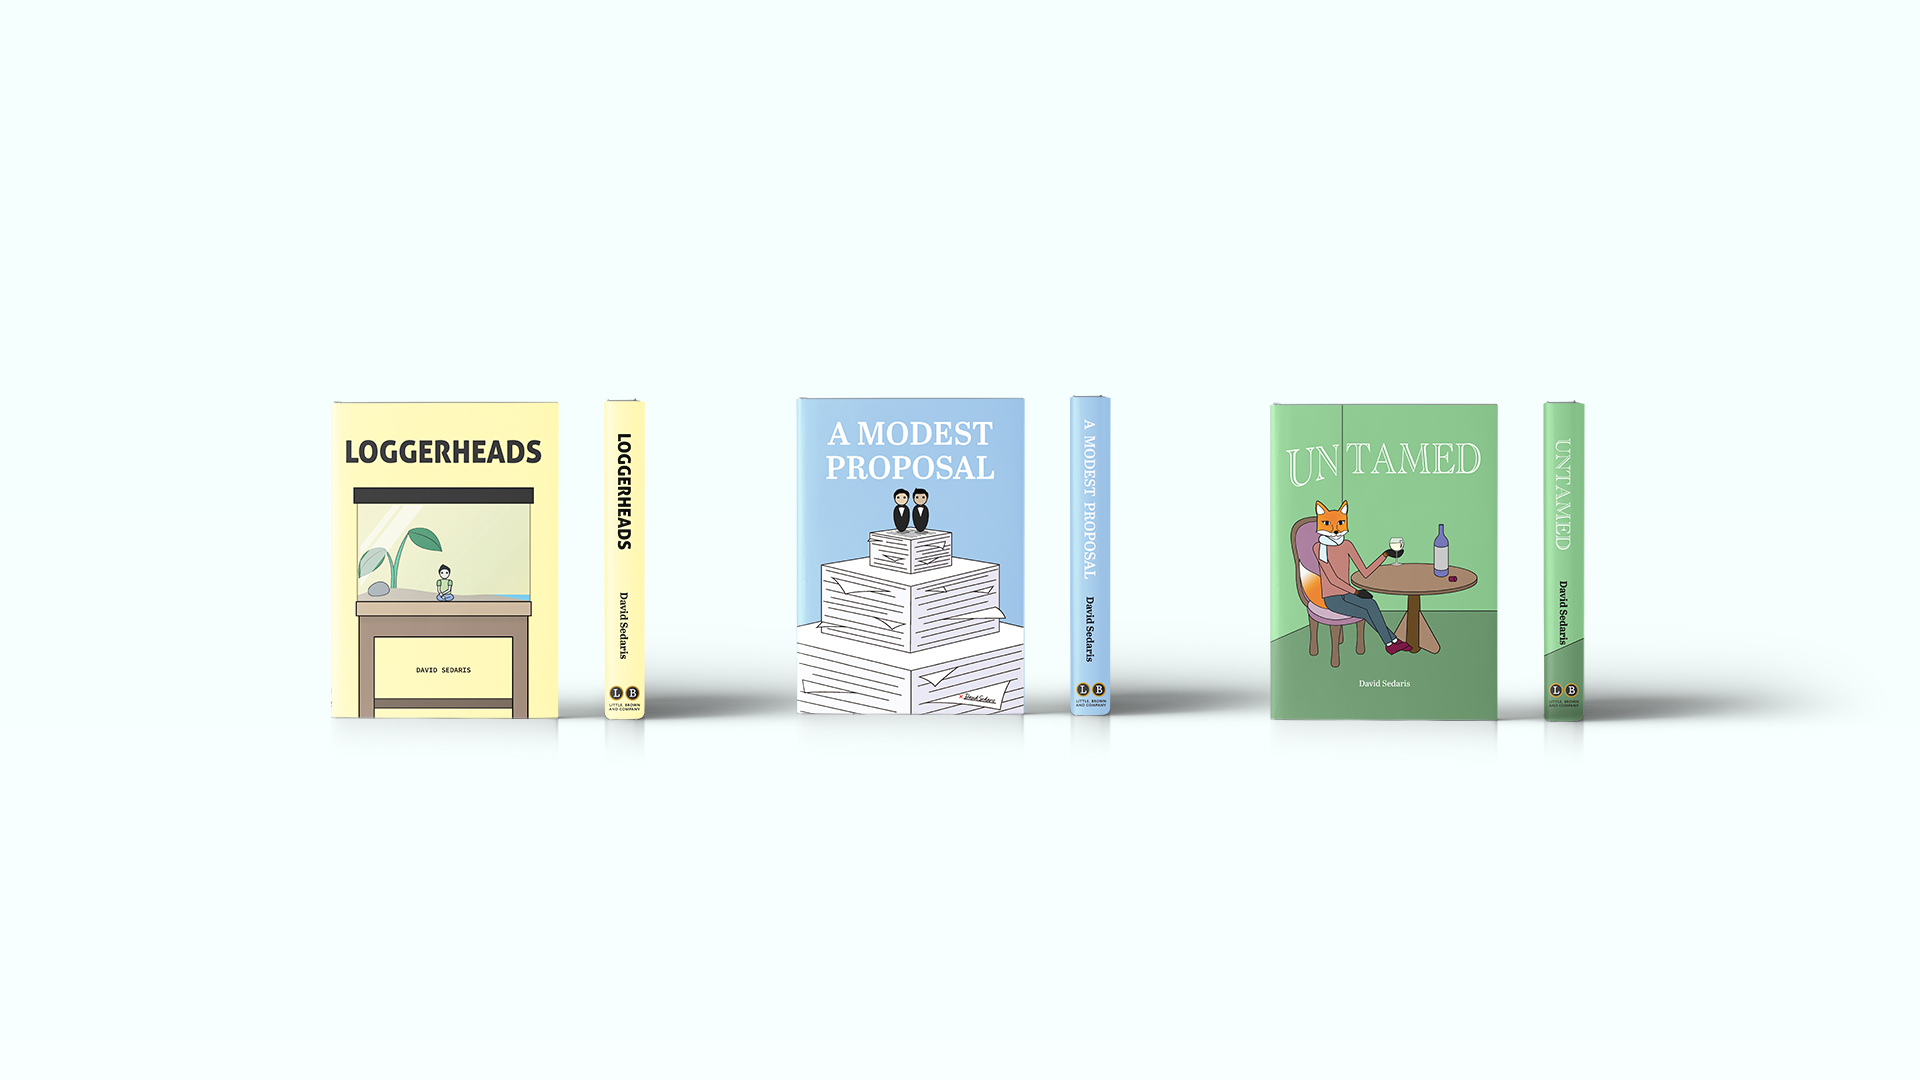 LOGGERHEADS
DAVID SEDARIS
LOGGERHEADS
David Sedaris
L B
LITTLE, BROWN
AND COMPANY
A MODEST
PROPOSAL
x David Sedaris
A MODEST PROPOSAL
David Sedaris
L B
LITTLE, BROWN
AND COMPANY
UNTAMED
David Sedaris
UNTAMED
David Sedaris
L B
LITTLE, BROWN
AND COMPANY